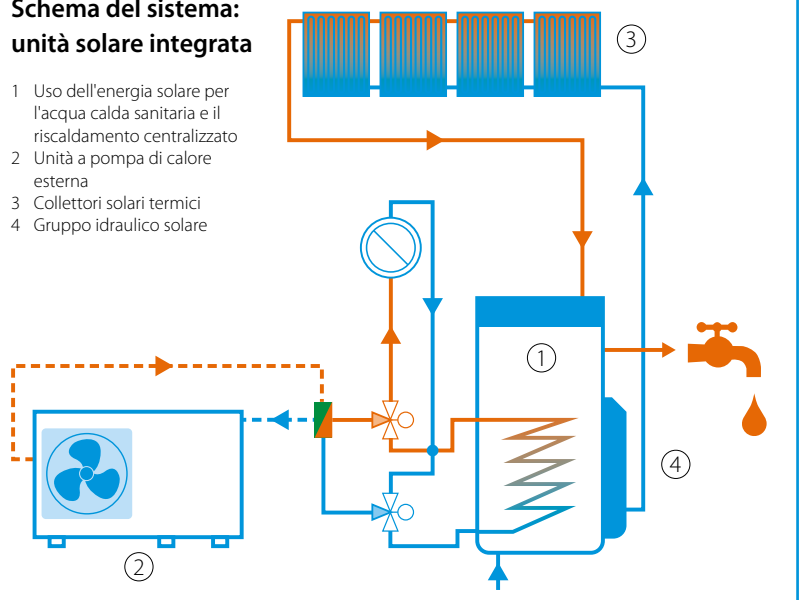 Schema del sistema:
unità solare integrata
1 Uso dell'energia solare per
l'acqua calda sanitaria e il
riscaldamento centralizzato
2 Unità a pompa di calore
esterna
3 Collettori solari termici
4 Gruppo idraulico solare
3
1
4
2